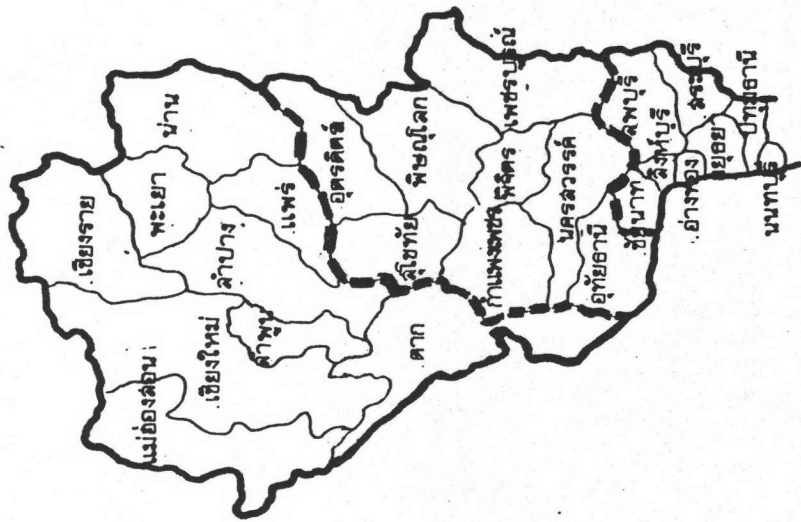 เชียงราย
พะเยา
น่าน
แม่ฮ่องสอน
เชียงใหม่
ลำพูน
ลำปาง
แพร่
อุตรดิตถ์
ตาก
สุโขทัย
พิษณุโลก
กำแพงเพชร
พิจิตร
เพชรบูรณ์
นครสวรรค์
อุทัยธานี
ชัยนาท
ลพบุรี
สิงห์บุรี
สระบุรี
อ่างทอง
อยุธยา
ปทุมธานี
นนทบุรี